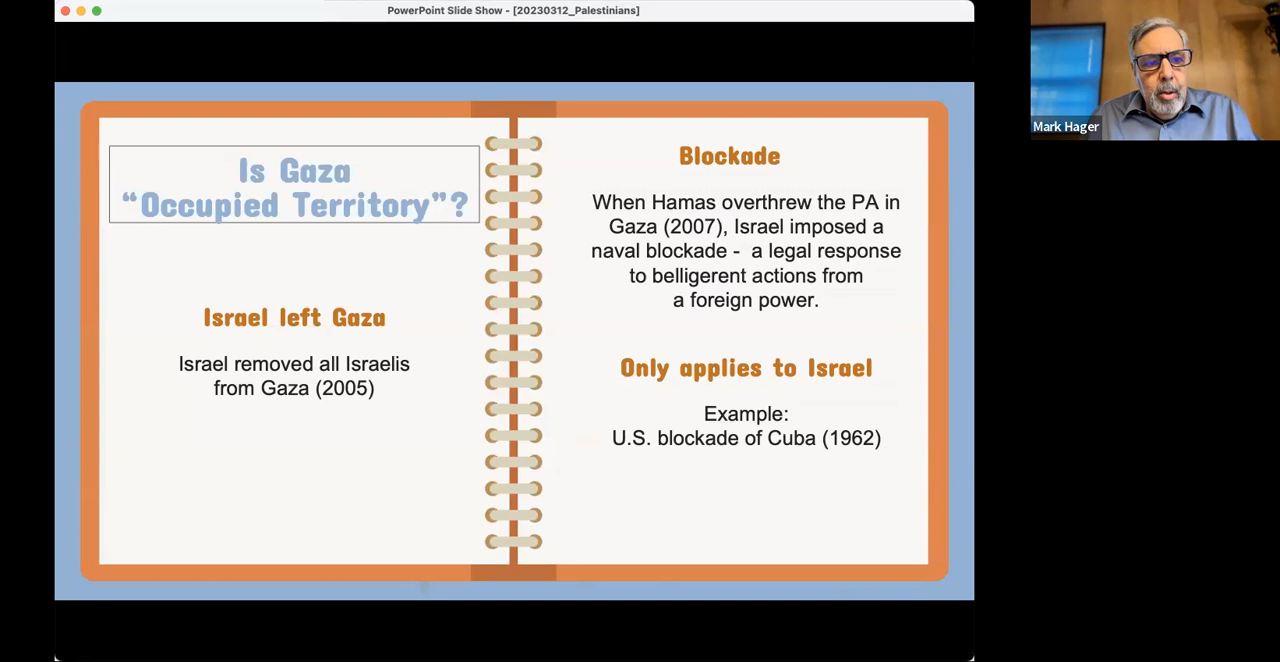 PowerPoint Slide Show - [20230312_Palestinians]
Is Gaza
“Occupied Territory”?
Israel left Gaza
Israel removed all Israelis
from Gaza (2005)
Blockade
When Hamas overthrew the PA in
Gaza (2007), Israel imposed a
naval blockade - a legal response
to belligerent actions from
a foreign power.
Only applies to Israel
Example:
U.S. blockade of Cuba (1962)
Mark Hager